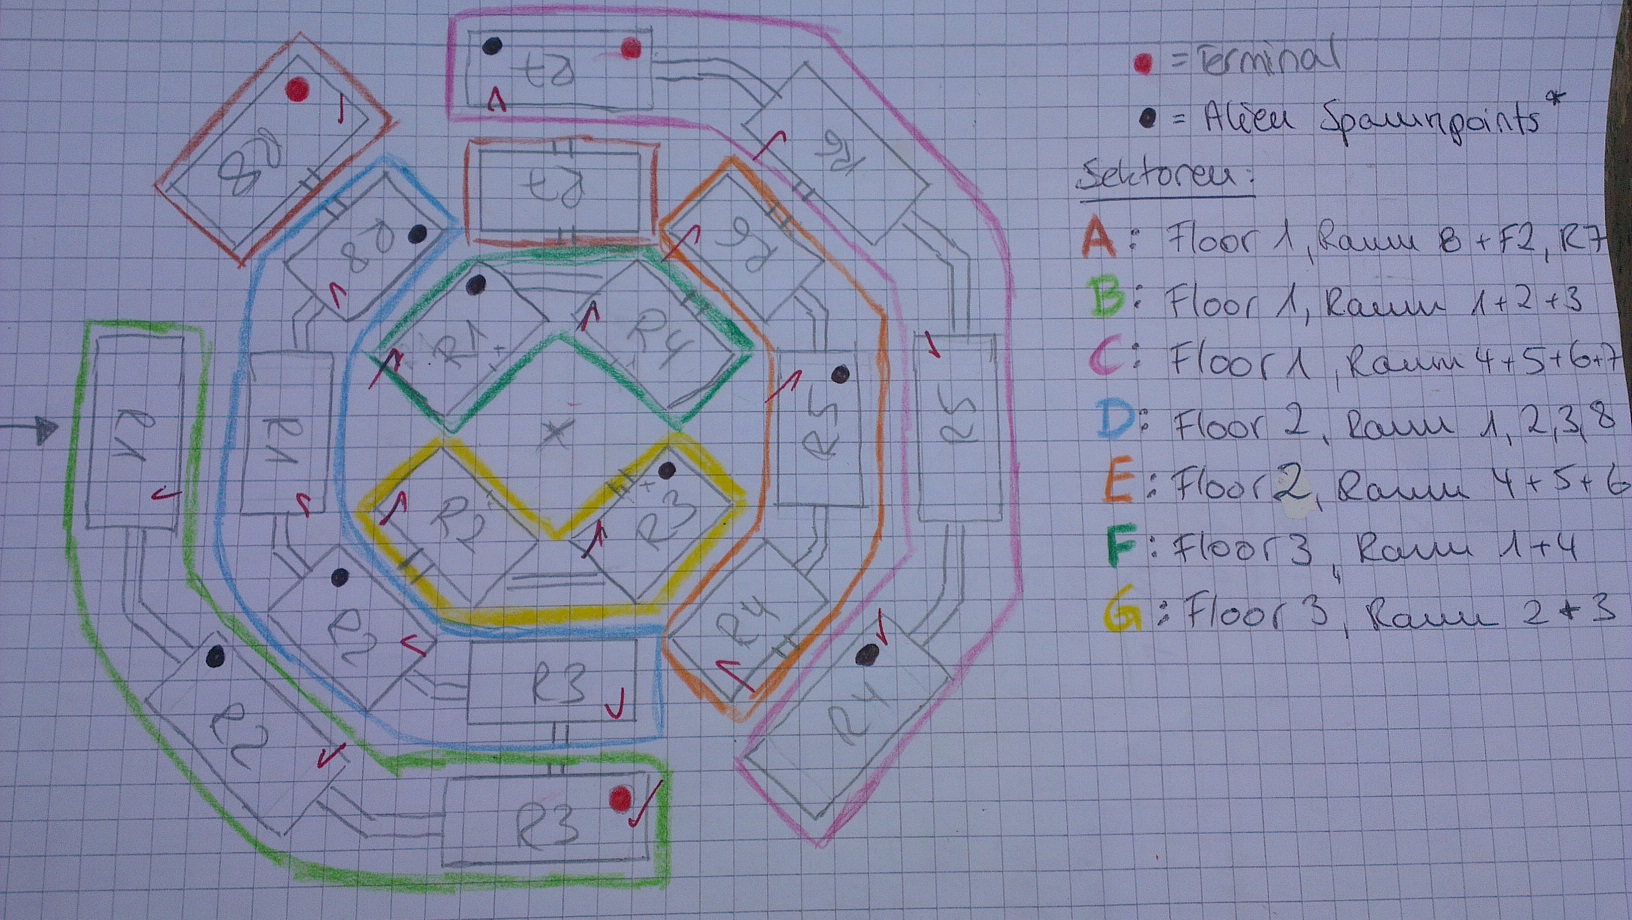 R7
R8
R6
R7
R6
R8
R1
R4
R5
R5
R1
R1
R2
R3
R2
R4
R3
R2
R4
R3
= Terminal
= Alien Spawnpoints*
Sektoren:
A: Floor 1, Raum 8 + F2, R7
B: Floor 1, Raum 1+2+3
C: Floor 1, Raum 4+5+6+7
D: Floor 2, Raum 1, 2, 3, 8
E: Floor 2, Raum 4+5+6
F: Floor 3, Raum 1+4
G: Floor 3, Raum 2+3